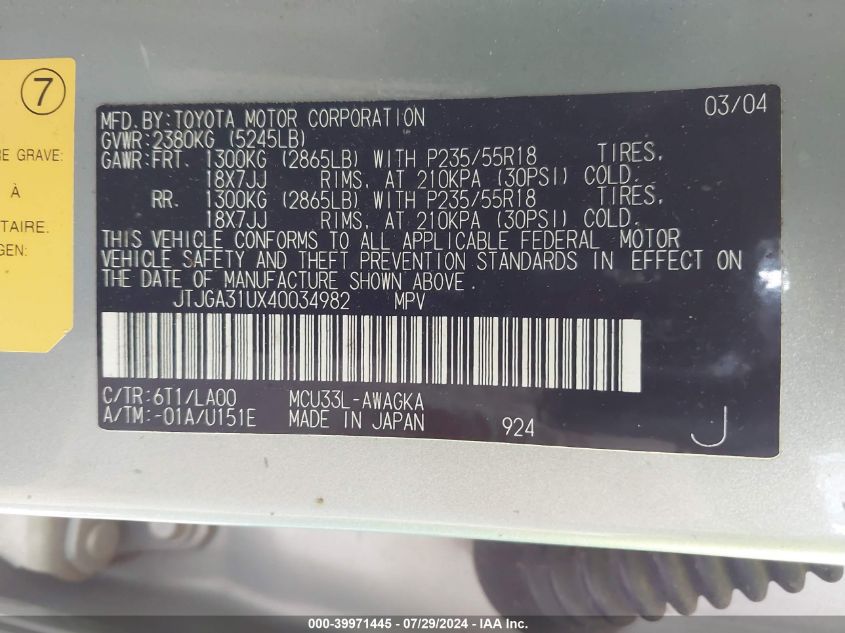 7
RE GRAVE:
À
TAIRE.
GEN:
MFD. BY: TOYOTA MOTOR CORPORATION 03/04
GVWR: 2380KG (5245LB)
GAWR: FRT. 1300KG (2865LB) WITH P235/55R18 TIRES,
18X7JJ RIMS, AT 210KPA (30PSI) COLD.
RR. 1300KG (2865LB) WITH P235/55R18 TIRES,
18X7JJ RIMS, AT 210KPA (30PSI) COLD.
THIS VEHICLE CONFORMS TO ALL APPLICABLE FEDERAL MOTOR
VEHICLE SAFETY AND THEFT PREVENTION STANDARDS IN EFFECT ON
THE DATE OF MANUFACTURE SHOWN ABOVE.
JTJGA31UX40034982 MPV
C/TR: 6T1/LA00 MCU33L-AWAGKA
A/TM: -01A/U151E MADE IN JAPAN 924 J
000-39971445 / 07/29/2024 - IAA Inc.